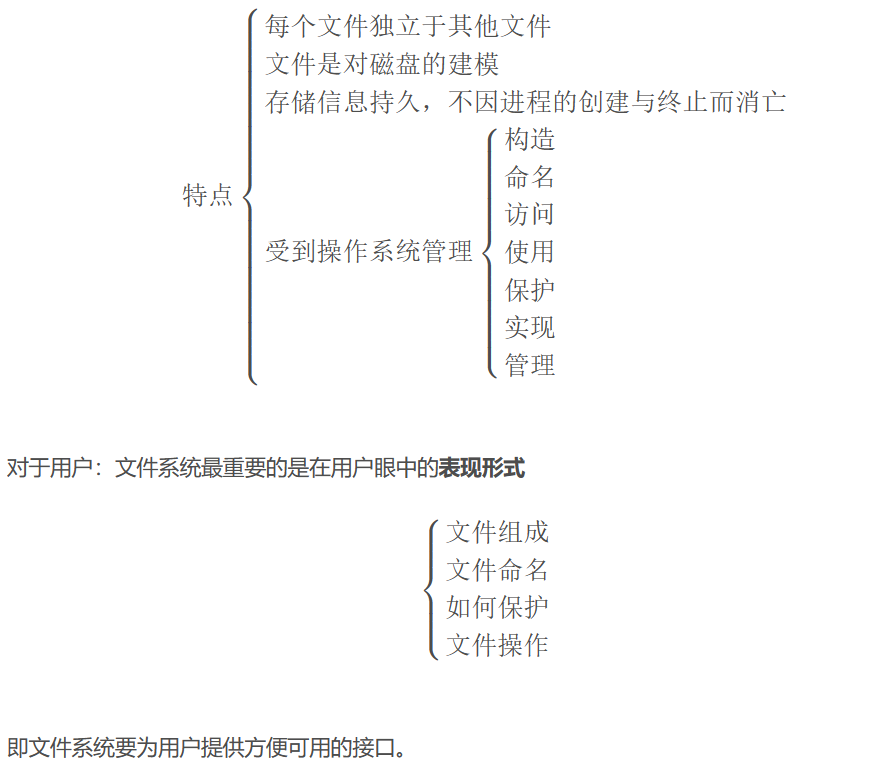 每个文件独立于其他文件
文件是对磁盘的建模
存储信息持久，不因进程的创建与终止而消亡
构造
命名
访问
特点
受到操作系统管理
使用
保护
实现
管理
对于用户：文件系统最重要的是在用户眼中的表现形式
文件组成
文件命名
如何保护
文件操作
即文件系统要为用户提供方便可用的接口。